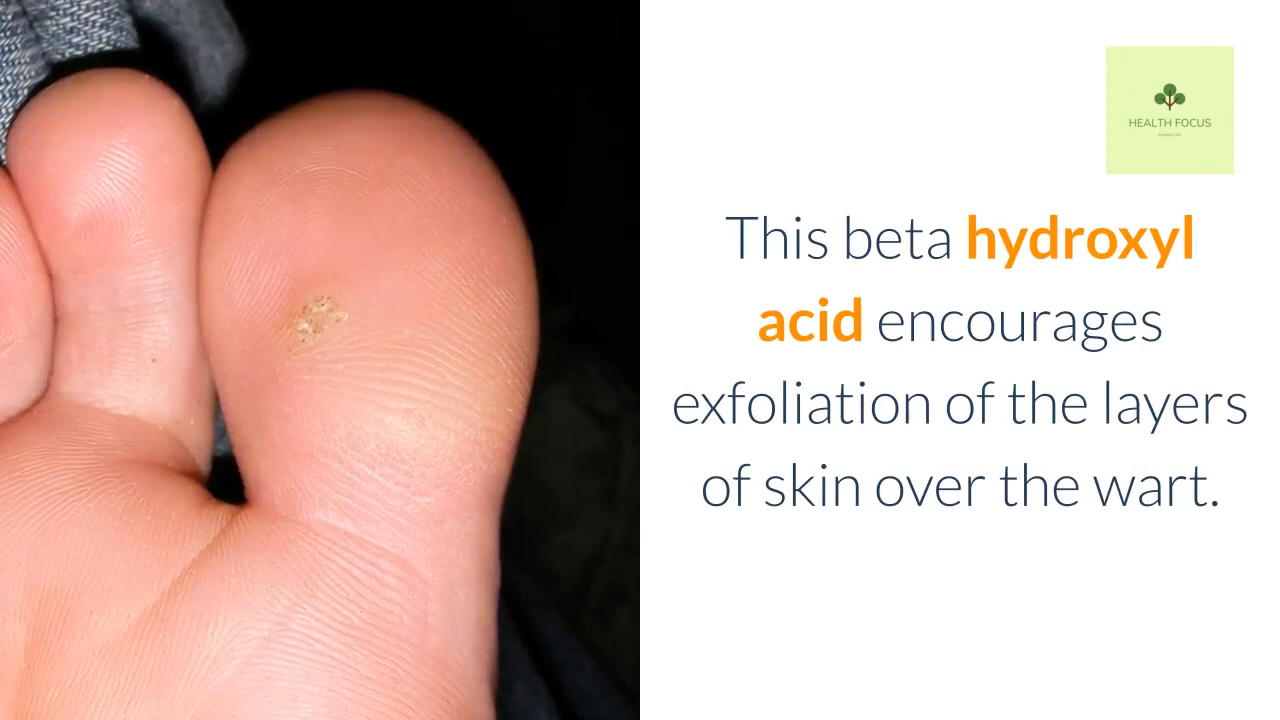 HEALTH FOCUS
This beta hydroxyl
acid encourages
exfoliation of the layers
of skin over the wart.